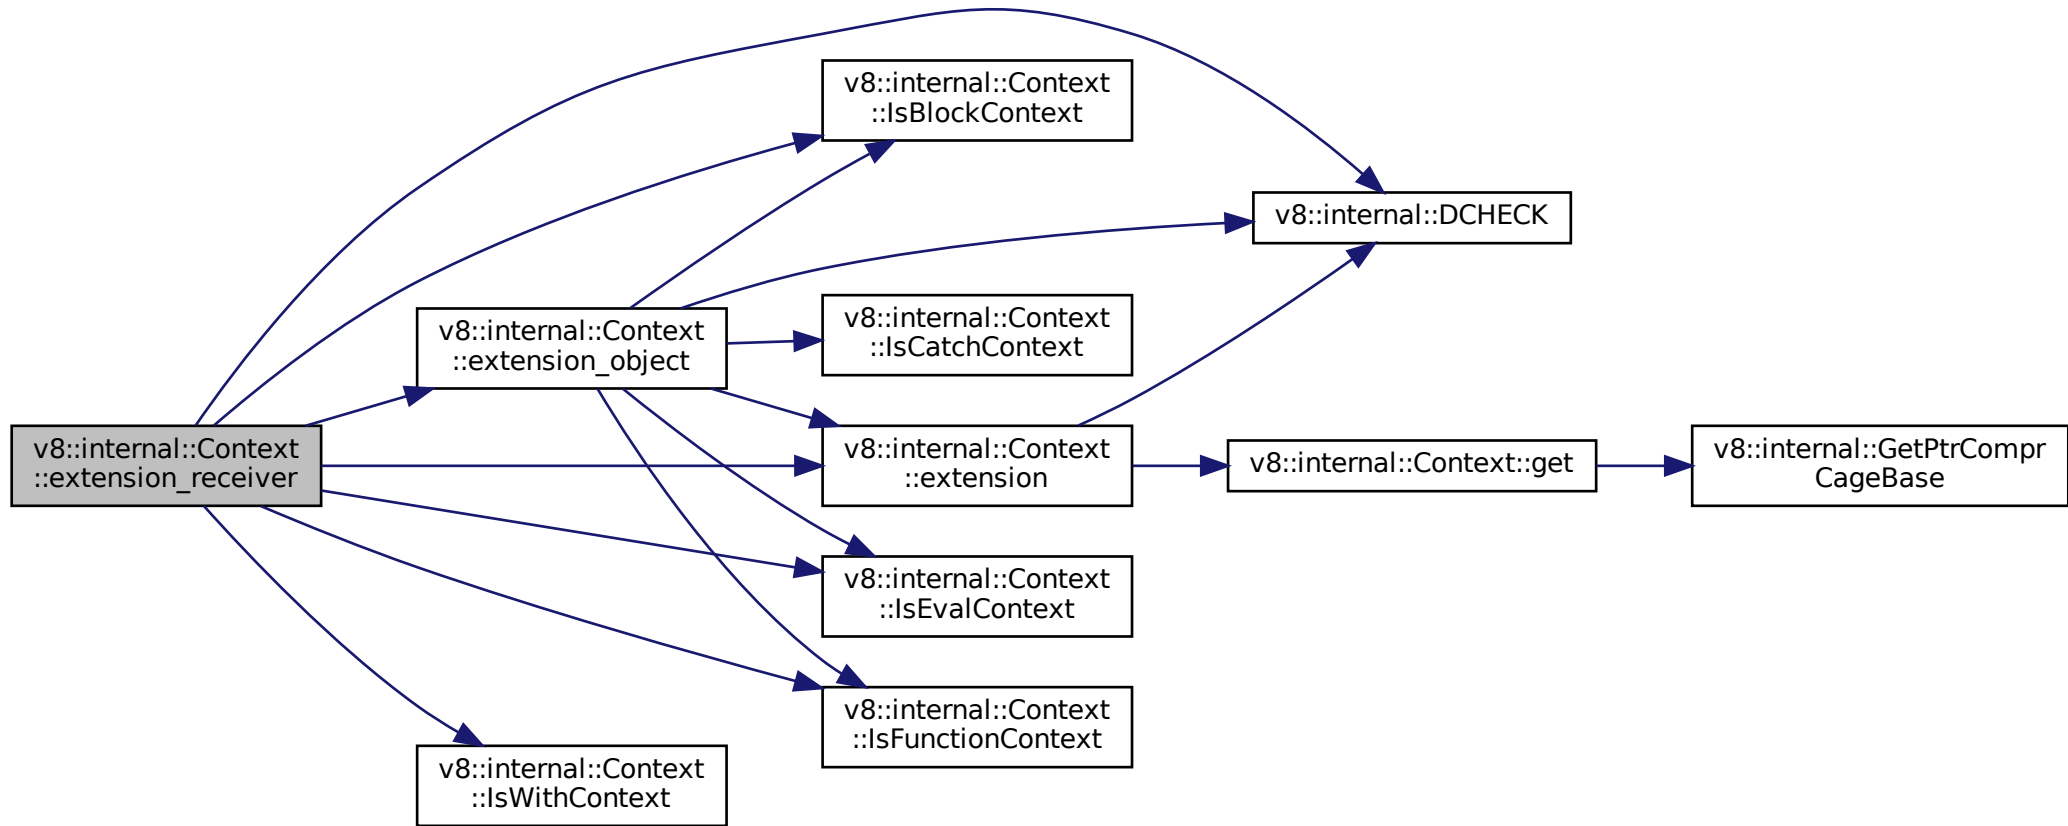 v8::internal::Context
::extension_receiver
v8::internal::Context
::extension_object
v8::internal::Context
::IsWithContext
v8::internal::Context
::IsBlockContext
v8::internal::Context
::IsCatchContext
v8::internal::Context
::extension
v8::internal::Context
::IsEvalContext
v8::internal::Context
::IsFunctionContext
v8::internal::DCHECK
v8::internal::Context::get
v8::internal::GetPtrCompr
CageBase